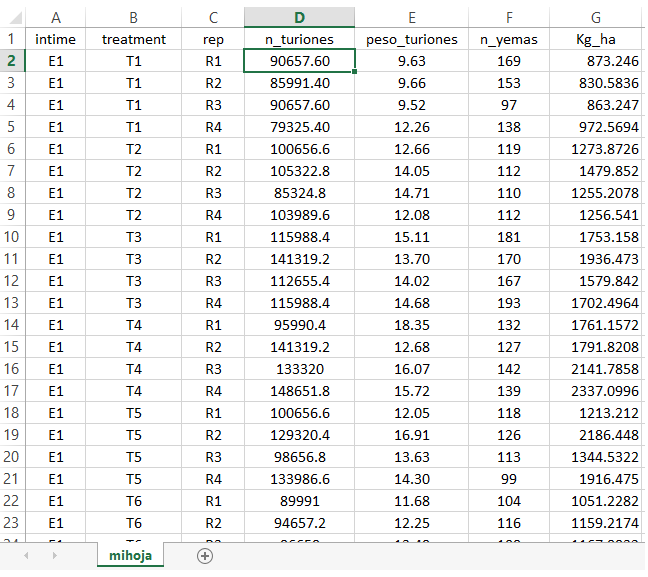 A B C D E F G
1 intime treatment rep n_turiones peso_turiones n_yemas Kg_ha
2 E1 T1 R1 90657.60 9.63 169 873.246
3 E1 T1 R2 85991.40 9.66 153 830.5836
4 E1 T1 R3 90657.60 9.52 97 863.247
5 E1 T1 R4 79325.40 12.26 138 972.5694
6 E1 T2 R1 100656.6 12.66 119 1273.8726
7 E1 T2 R2 105322.8 14.05 112 1479.852
8 E1 T2 R3 85324.8 14.71 110 1255.2078
9 E1 T2 R4 103989.6 12.08 112 1256.541
10 E1 T3 R1 115988.4 15.11 181 1753.158
11 E1 T3 R2 141319.2 13.70 170 1936.473
12 E1 T3 R3 112655.4 14.02 167 1579.842
13 E1 T3 R4 115988.4 14.68 193 1702.4964
14 E1 T4 R1 95990.4 18.35 132 1761.1572
15 E1 T4 R2 141319.2 12.68 127 1791.8208
16 E1 T4 R3 133320 16.07 142 2141.7858
17 E1 T4 R4 148651.8 15.72 139 2337.0996
18 E1 T5 R1 100656.6 12.05 118 1213.212
19 E1 T5 R2 129320.4 16.91 126 2186.448
20 E1 T5 R3 98656.8 13.63 113 1344.5322
21 E1 T5 R4 133986.6 14.30 99 1916.475
22 E1 T6 R1 89991 11.68 104 1051.2282
23 E1 T6 R2 94657.2 12.25 116 1159.2174
mihoja